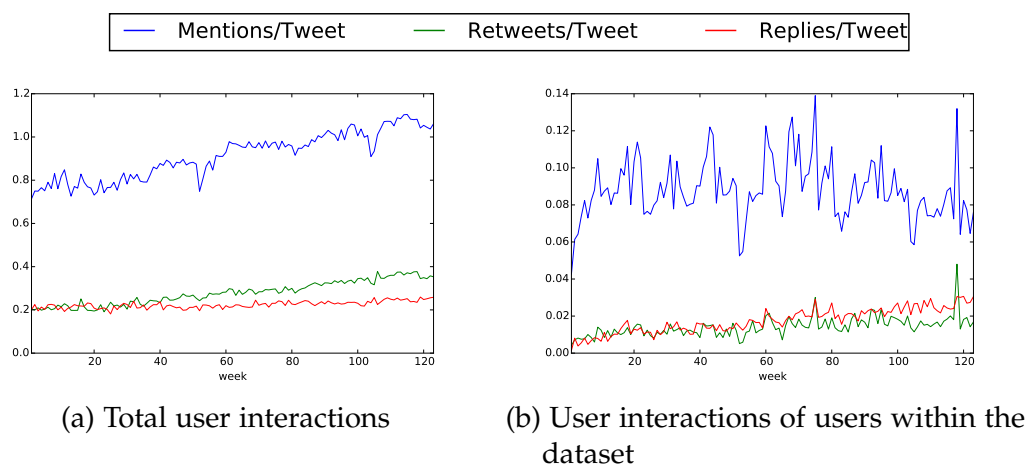 Mentions/Tweet Retweets/Tweet Replies/Tweet
1.2
1.0
0.8
0.6
0.4
0.2
0.0
20 40 60 80 100 120
week
(a) Total user interactions
0.14
0.12
0.10
0.08
0.06
0.04
0.02
0.00
20 40 60 80 100 120
week
(b) User interactions of users within the
dataset